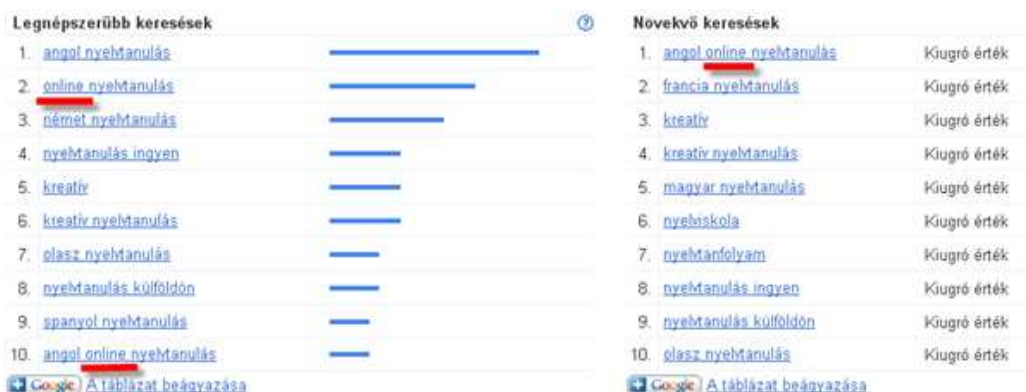 Legnépszerűbb keresések
1. angol nyelvtanulás
2. online nyelvtanulás
3. német nyelvtanulás
4. nyelvtanulás ingyen
5. kreatív
6. kreatív nyelvtanulás
7. olasz nyelvtanulás
8. nyelvtanulás külföldön
9. spanyol nyelvtanulás
10. angol online nyelvtanulás
Google A táblázat beágyazása
Novekvő keresések
1. angol online nyelvtanulás Kiugró érték
2. francia nyelvtanulás Kiugró érték
3. kreatív Kiugró érték
4. kreatív nyelvtanulás Kiugró érték
5. magyar nyelvtanulás Kiugró érték
6. nyelviskola Kiugró érték
7. nyelvtanfolyam Kiugró érték
8. nyelvtanulás ingyen Kiugró érték
9. nyelvtanulás külföldön Kiugró érték
10. olasz nyelvtanulás Kiugró érték
Google A táblázat beágyazása